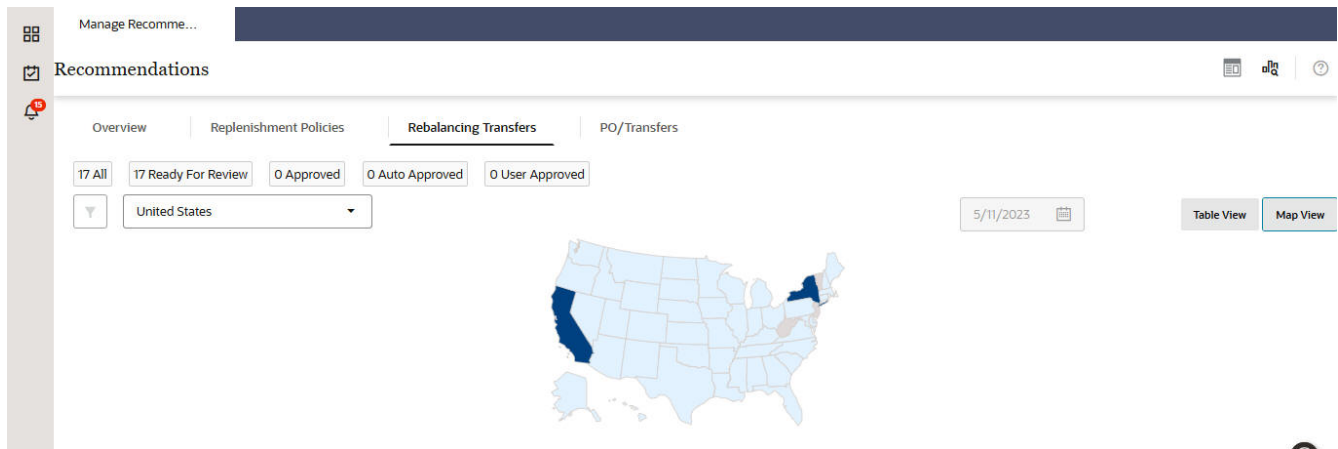 Manage Recomme...
Recommendations
15
Overview
Replenishment Policies
Rebalancing Transfers
PO/Transfers
17 All
17 Ready For Review
0 Approved
0 Auto Approved
0 User Approved
United States
5/11/2023
Table View
Map View